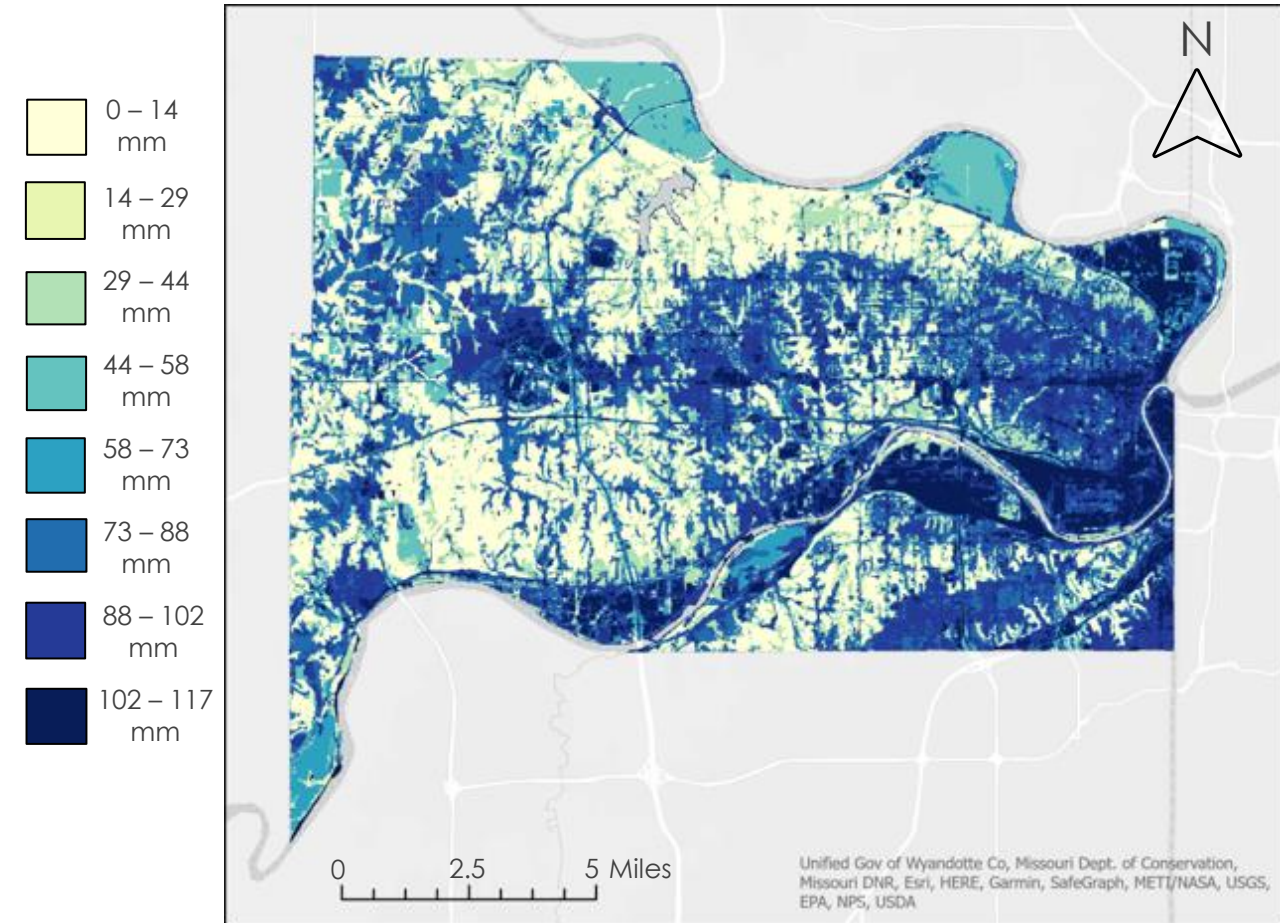 0 – 14
mm
14 – 29
mm
29 – 44
mm
44 – 58
mm
58 – 73
mm
73 – 88
mm
88 – 102
mm
102 – 117
mm
N
0 2.5 5 Miles
Unified Gov of Wyandotte Co, Missouri Dept. of Conservation,
Missouri DNR, Esri, HERE, Garmin, SafeGraph, METI/NASA, USGS,
EPA, NPS, USDA